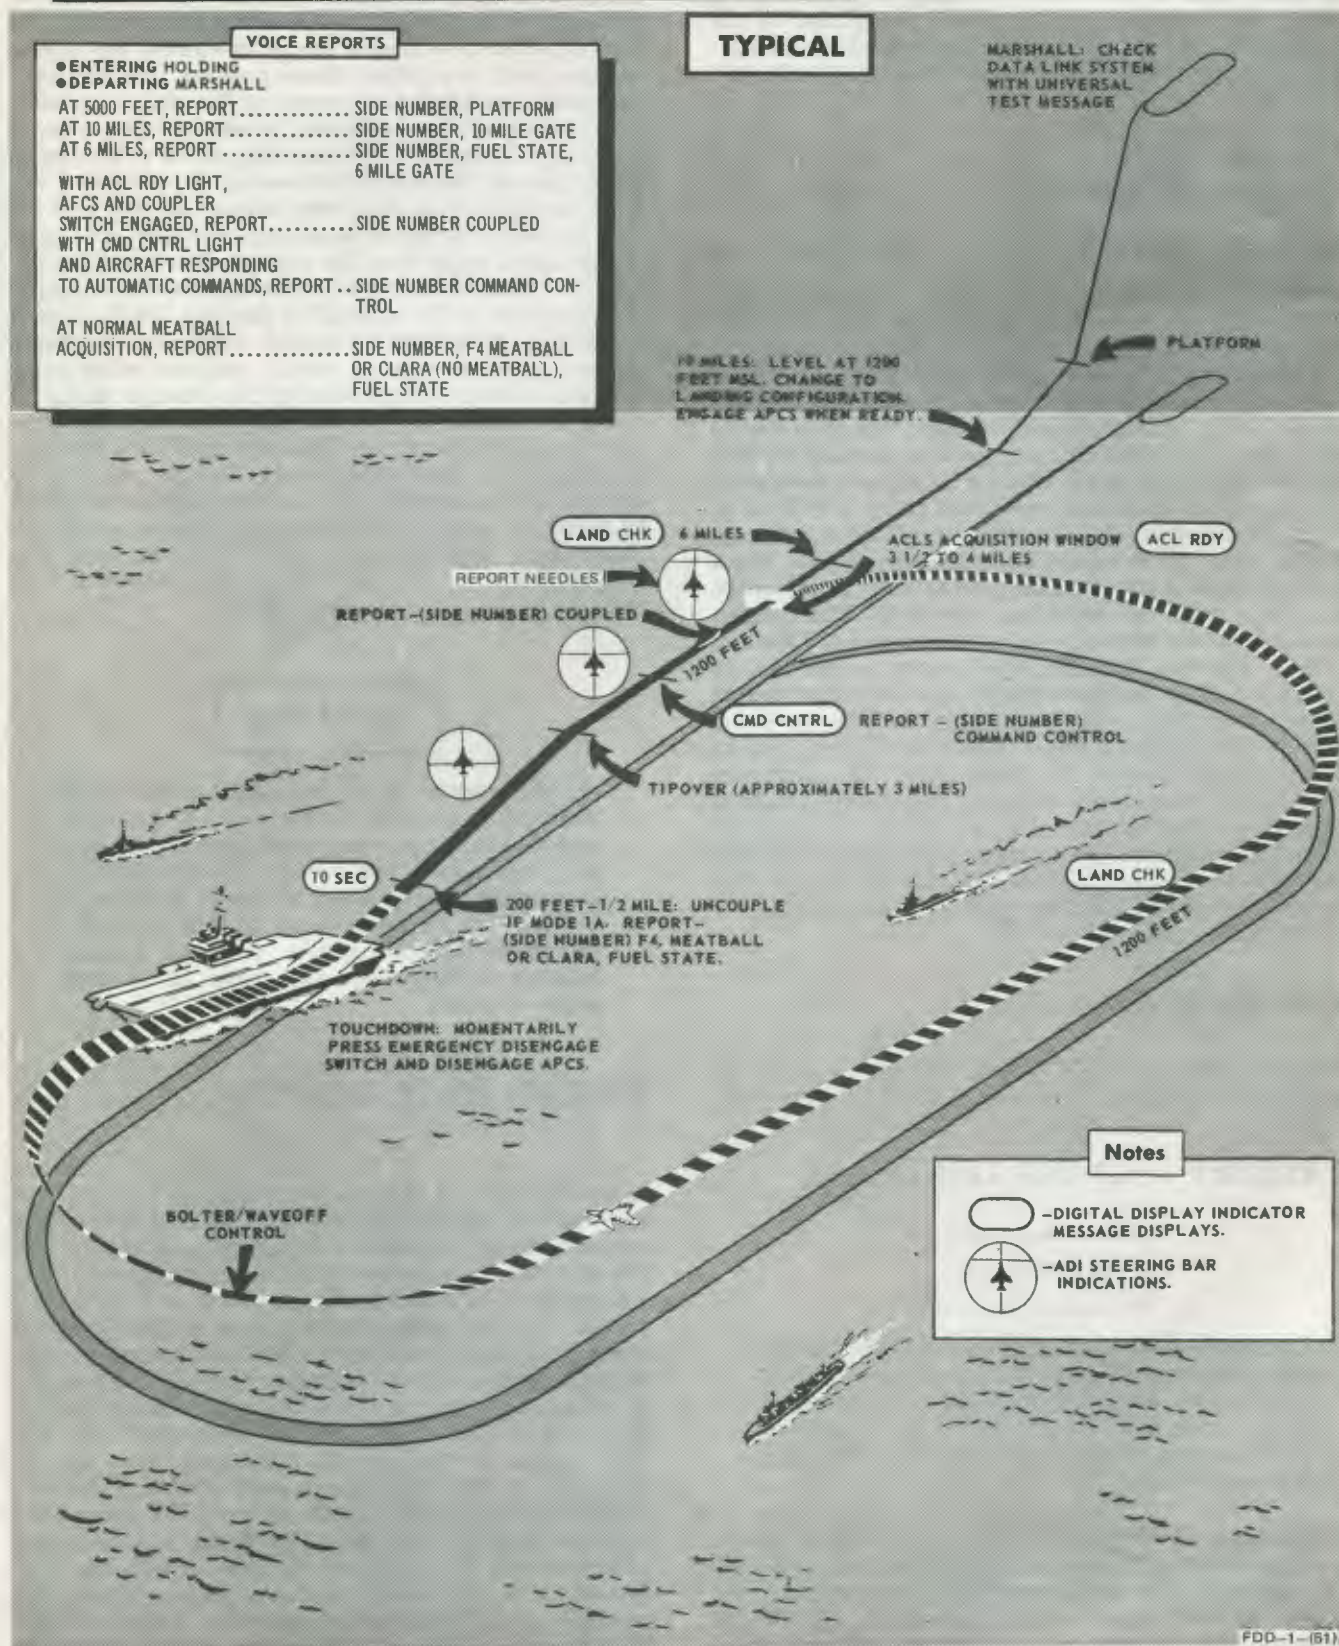 VOICE REPORTS
●ENTERING HOLDING
●DEPARTING MARSHALL
AT 5000 FEET, REPORT.............. SIDE NUMBER, PLATFORM
AT 10 MILES, REPORT ............... SIDE NUMBER, 10 MILE GATE
AT 6 MILES, REPORT ................ SIDE NUMBER, FUEL STATE,
6 MILE GATE
WITH ACL RDY LIGHT,
AFCS AND COUPLER
SWITCH ENGAGED, REPORT.......... SIDE NUMBER COUPLED
WITH CMD CNTRL LIGHT
AND AIRCRAFT RESPONDING
TO AUTOMATIC COMMANDS, REPORT .. SIDE NUMBER COMMAND CON-
TROL
AT NORMAL MEATBALL
ACQUISITION, REPORT............... SIDE NUMBER, F4 MEATBALL
OR CLARA (NO MEATBALL),
FUEL STATE
TYPICAL
MARSHALL: CHECK
DATA LINK SYSTEM
WITH UNIVERSAL
TEST MESSAGE
PLATFORM
10 MILES: LEVEL AT 1200
FEET MSL. CHANGE TO
LANDING CONFIGURATION.
ENGAGE APCS WHEN READY.
LAND CHK 6 MILES
ACLS ACQUISITION WINDOW ACL RDY
3 1/2 TO 4 MILES
REPORT NEEDLES
REPORT-(SIDE NUMBER) COUPLED
1200 FEET
CMD CNTRL REPORT - (SIDE NUMBER)
COMMAND CONTROL
TIPOVER (APPROXIMATELY 3 MILES)
10 SEC
LAND CHK
1200 FEET
200 FEET-1/2 MILE: UNCOUPLE
IF MODE 1A. REPORT-
(SIDE NUMBER) F4, MEATBALL
OR CLARA, FUEL STATE.
TOUCHDOWN: MOMENTARILY
PRESS EMERGENCY DISENGAGE
SWITCH AND DISENGAGE APCS.
BOLTER/WAVEOFF
CONTROL
Notes
-DIGITAL DISPLAY INDICATOR
MESSAGE DISPLAYS.
-ADI STEERING BAR
INDICATIONS.
FDD-1-(61)